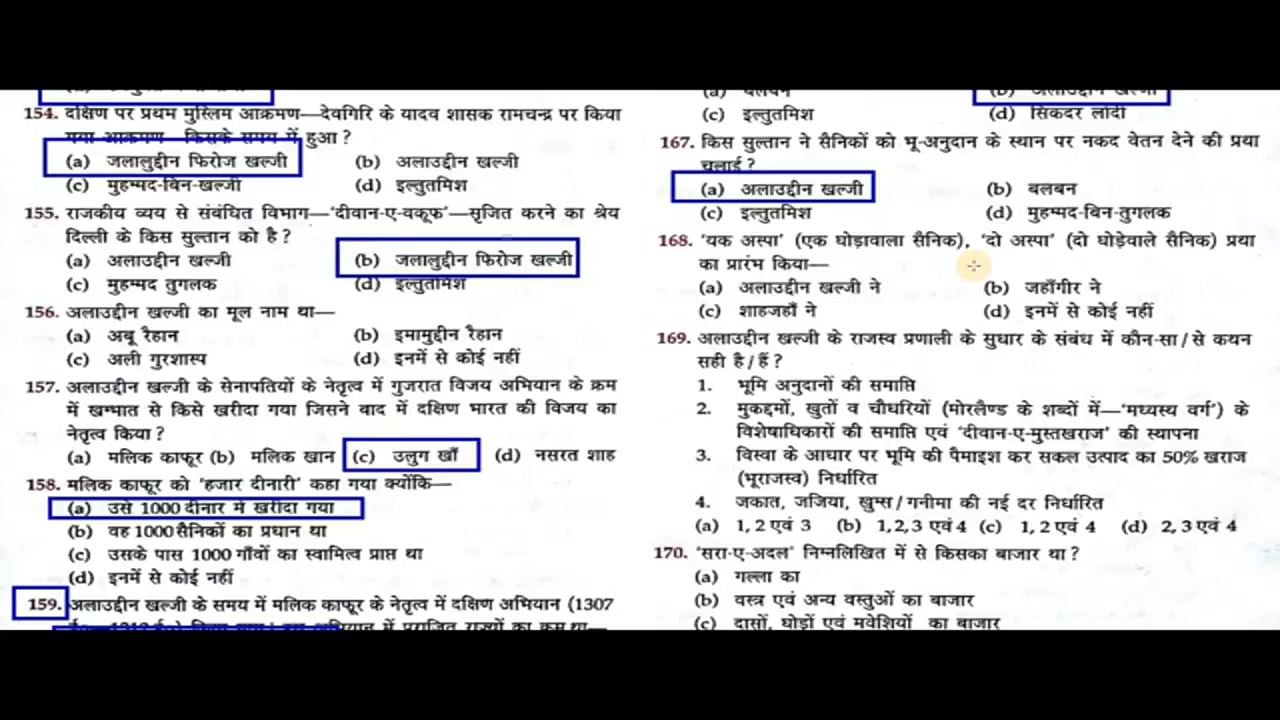 154. दक्षिण पर प्रथम मुस्लिम आक्रमण—देवगिरि के यादव शासक रामचन्द्र पर किया
गया आक्रमण—किसके समय में हुआ ?
(a) जलालुद्दीन फिरोज खल्जी (b) अलाउद्दीन खल्जी
(c) मुहम्मद-बिन-खल्जी (d) इल्तुतमिश
155. राजकीय व्यय से संबंधित विभाग—'दीवान-ए-वकूफ'—सृजित करने का श्रेय
दिल्ली के किस सुल्तान को है ?
(a) अलाउद्दीन खल्जी (b) जलालुद्दीन फिरोज खल्जी
(c) मुहम्मद तुगलक (d) इल्तुतमिश
156. अलाउद्दीन खल्जी का मूल नाम था—
(a) अबू रैहान (b) इमामुद्दीन रैहान
(c) अली गुरशास्प (d) इनमें से कोई नहीं
157. अलाउद्दीन खल्जी के सेनापतियों के नेतृत्व में गुजरात विजय अभियान के क्रम
में खम्भात से किसे खरीदा गया जिसने बाद में दक्षिण भारत की विजय का
नेतृत्व किया ?
(a) मलिक काफूर (b) मलिक खान (c) उलुग खाँ (d) नसरत शाह
158. मलिक काफूर को 'हजार दीनारी' कहा गया क्योंकि—
(a) उसे 1000 दीनार में खरीदा गया
(b) वह 1000 सैनिकों का प्रधान था
(c) उसके पास 1000 गाँवों का स्वामित्व प्राप्त था
(d) इनमें से कोई नहीं
159. अलाउद्दीन खल्जी के समय में मलिक काफूर के नेतृत्व में दक्षिण अभियान (1307
(a) बलबन (b) अलाउद्दीन खल्जी
(c) इल्तुतमिश (d) सिकंदर लोदी
167. किस सुल्तान ने सैनिकों को भू-अनुदान के स्थान पर नकद वेतन देने की प्रथा
चलाई ?
(a) अलाउद्दीन खल्जी (b) बलबन
(c) इल्तुतमिश (d) मुहम्मद-बिन-तुगलक
168. 'यक अस्पा' (एक घोड़ावाला सैनिक), 'दो अस्पा' (दो घोड़ेवाले सैनिक) प्रथा
का प्रारंभ किया—
(a) अलाउद्दीन खल्जी ने (b) जहाँगीर ने
(c) शाहजहाँ ने (d) इनमें से कोई नहीं
169. अलाउद्दीन खल्जी के राजस्व प्रणाली के सुधार के संबंध में कौन-सा/से कथन
सही है/हैं ?
1. भूमि अनुदानों की समाप्ति
2. मुकद्दमों, खुतों व चौधरियों (मोरलैण्ड के शब्दों में—'मध्यस्थ वर्ग') के
विशेषाधिकारों की समाप्ति एवं 'दीवान-ए-मुस्तखराज' की स्थापना
3. विस्वा के आधार पर भूमि की पैमाइश कर सकल उत्पाद का 50% खराज
(भूराजस्व) निर्धारित
4. जकात, जजिया, खुम्स/गनीमा की नई दर निर्धारित
(a) 1, 2 एवं 3 (b) 1, 2, 3 एवं 4 (c) 1, 2 एवं 4 (d) 2, 3 एवं 4
170. 'सरा-ए-अदल' निम्नलिखित में से किसका बाजार था ?
(a) गल्ला का
(b) वस्त्र एवं अन्य वस्तुओं का बाजार
(c) दासों, घोड़ों एवं मवेशियों का बाजार